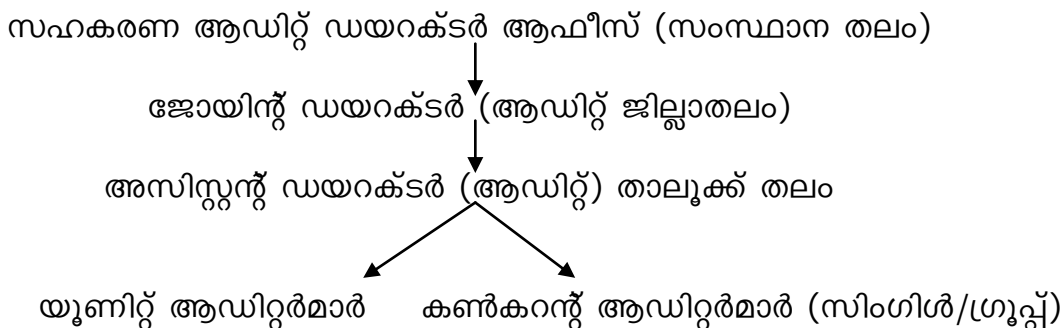 സഹകരണ ആഡിറ്റ് ഡയറക്ടർ ആഫീസ് (സംസ്ഥാന തലം)
ജോയിന്റ് ഡയറക്ടർ (ആഡിറ്റ് ജില്ലാതലം)
അസിസ്റ്റന്റ് ഡയറക്ടർ (ആഡിറ്റ്) താലൂക്ക് തലം
യൂണിറ്റ് ആഡിറ്റർമാർ കൺകറന്റ് ആഡിറ്റർമാർ (സിംഗിൾ/ഗ്രൂപ്പ്)